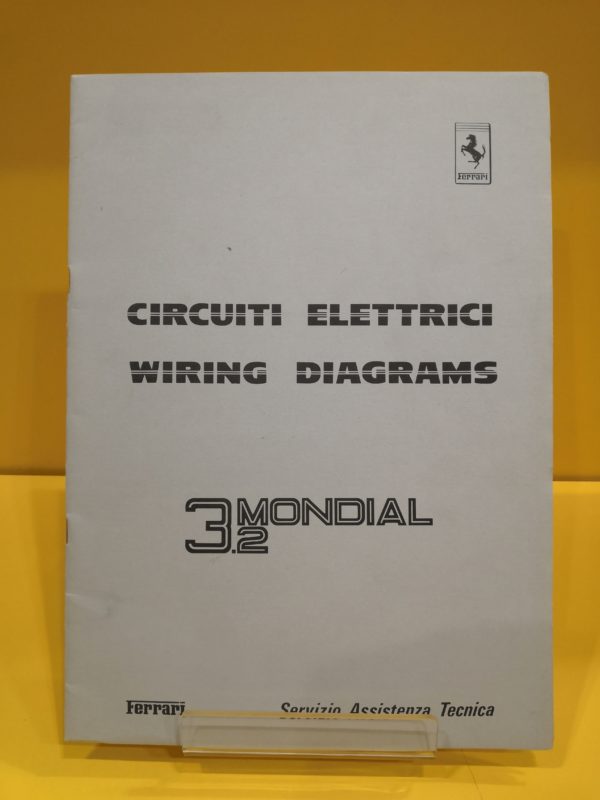 Ferrari
CIRCUITI ELETTRICI
WIRING DIAGRAMS
3.2 MONDIAL
Ferrari
Servizio Assistenza Tecnica